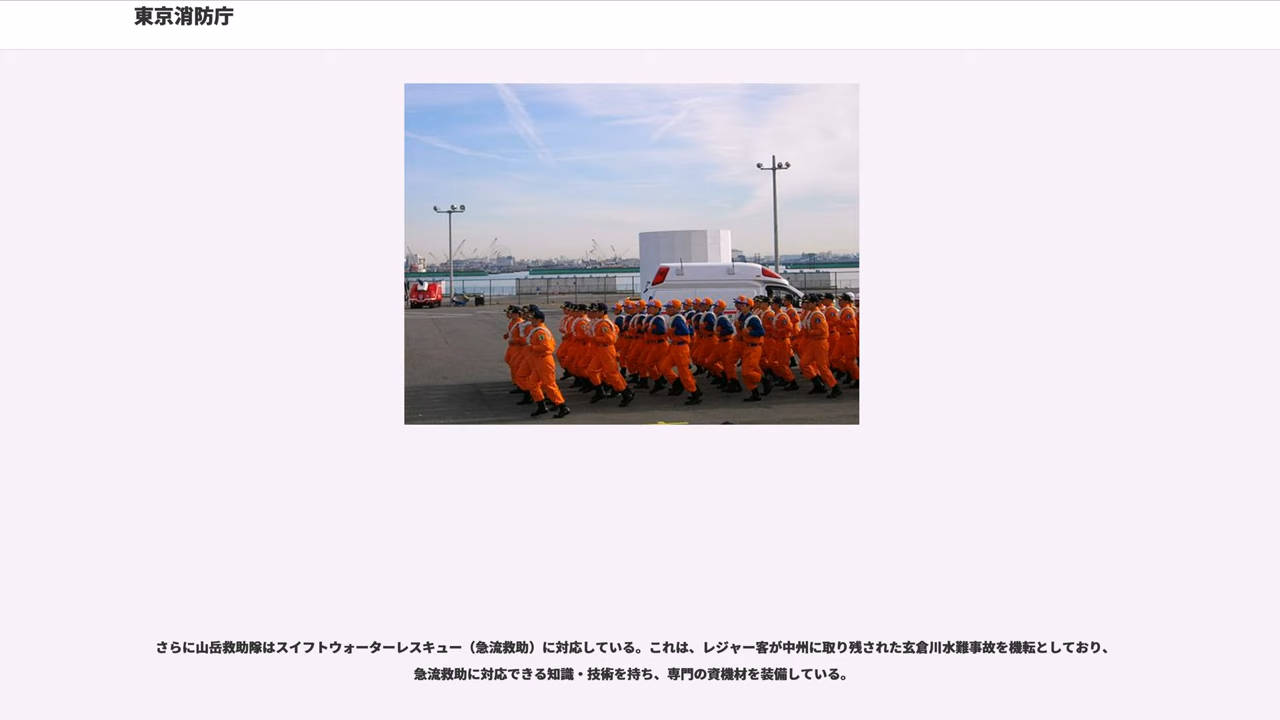 東京消防庁
さらに山岳救助隊はスイフトウォーターレスキュー（急流救助）に対応している。これは、レジャー客が中州に取り残された玄倉川水難事故を機転としており、
急流救助に対応できる知識・技術を持ち、専門の資機材を装備している。